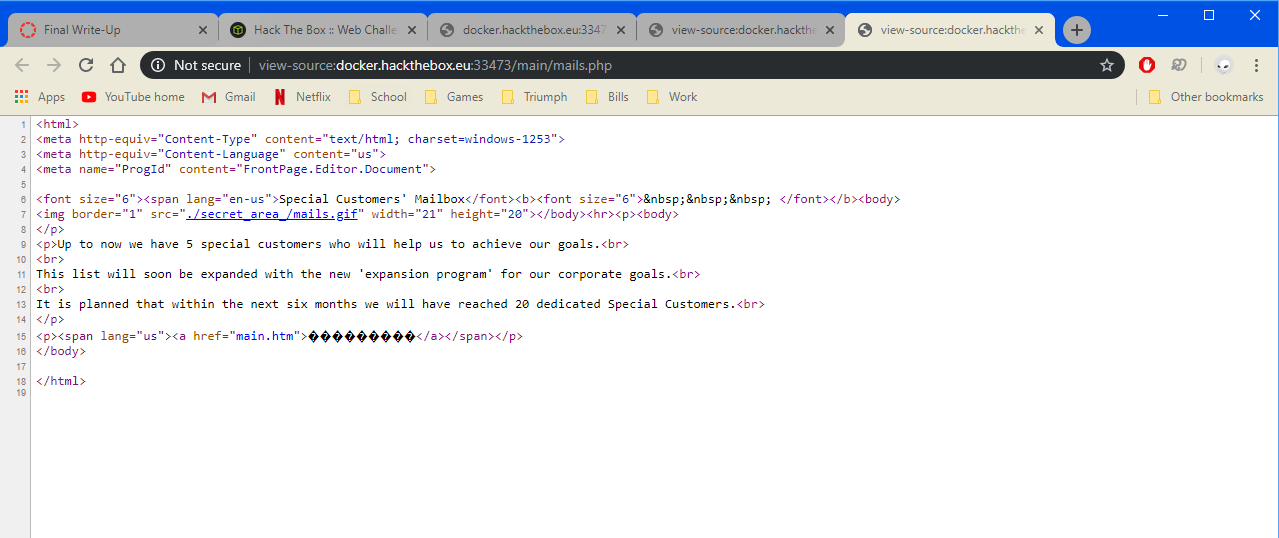 Final Write-Up
Hack The Box :: Web Challe
docker.hackthebox.eu:3347
view-source:docker.hackthe
view-source:docker.hackthe
Not secure | view-source:docker.hackthebox.eu:33473/main/mails.php
Apps YouTube home Gmail Netflix School Games Triumph Bills Work Other bookmarks
1 <html>
2 <meta http-equiv="Content-Type" content="text/html; charset=windows-1253">
3 <meta http-equiv="Content-Language" content="us">
4 <meta name="ProgId" content="FrontPage.Editor.Document">
5
6 <font size="6"><span lang="en-us">Special Customers' Mailbox</font><b><font size="6">&nbsp;&nbsp;&nbsp; </font></b><body>
7 <img border="1" src="./secret_area_/mails.gif" width="21" height="20"></body><hr><p><body>
8 </p>
9 <p>Up to now we have 5 special customers who will help us to achieve our goals.<br>
10 <br>
11 This list will soon be expanded with the new 'expansion program' for our corporate goals.<br>
12 <br>
13 It is planned that within the next six months we will have reached 20 dedicated Special Customers.<br>
14 </p>
15 <p><span lang="us"><a href="main.htm">���������</a></span></p>
16 </body>
17
18 </html>
19